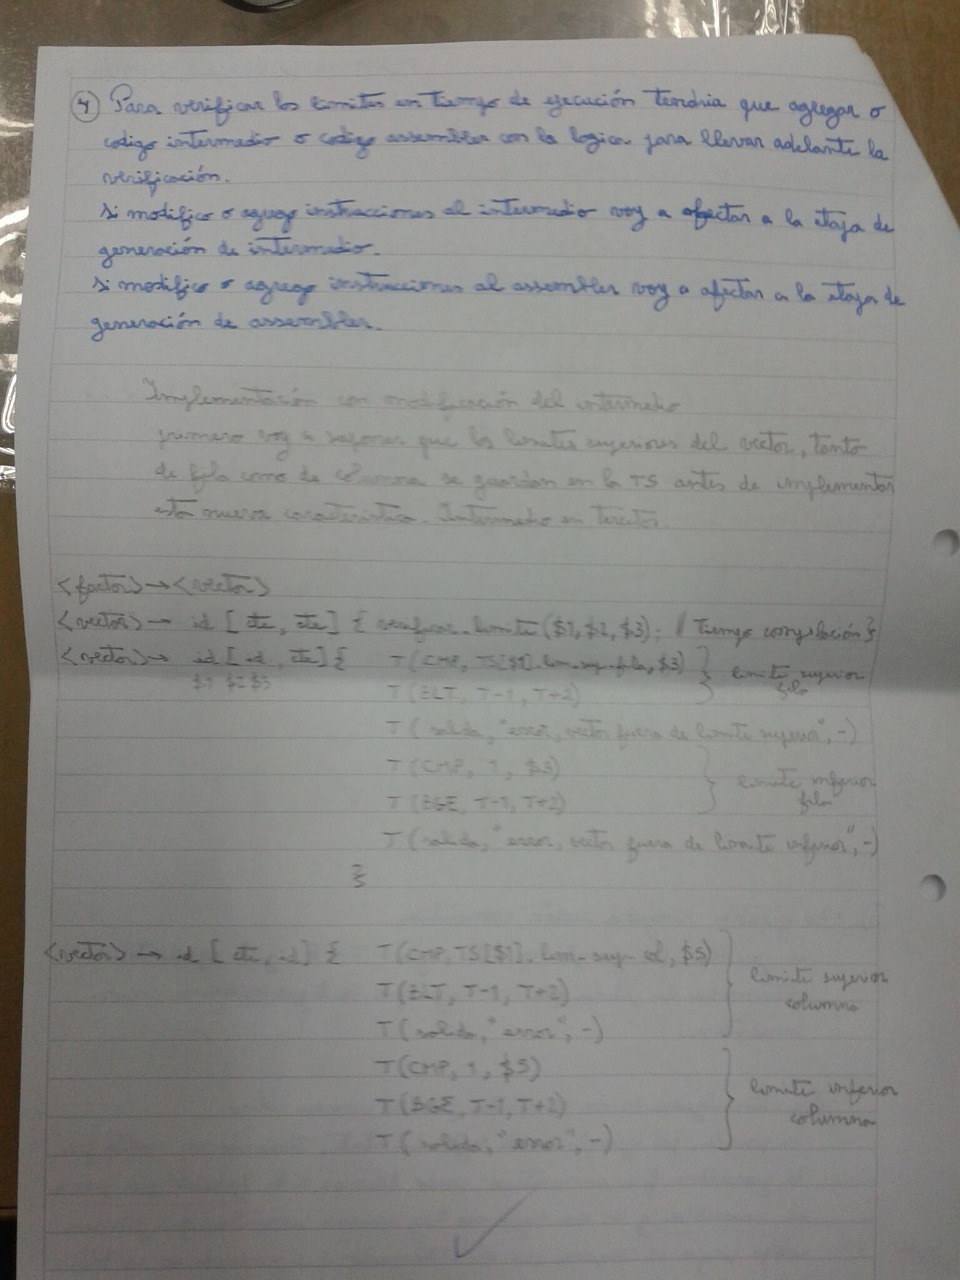 4) Para verificar los limites en tiempo de ejecución tendria que agregar o
codigo intermedio o codigo assembler con la logica para llevar adelante la
verificación.
Si modifico o agrego instrucciones al intermedio voy a afectar a la etapa de
generación de intermedio.
Si modifico o agrego instrucciones al assembler voy a afectar a la etapa de
generación de assembler.
Implementación con modificación del intermedio
primero voy a suponer que los limites superiores del vector, tanto
de fila como de columna se guardan en la TS antes de implementar
esta nueva caracteristica. Intermedio en tercetos.
<factor> → <vector>
<vector> → id [ cte, cte ] { verificar_limite($1, $2, $3); // Tiempo compilación }
<vector> → id [ id, cte ] { T(CMP, TS[$1].lim-sup-fila, $3) } limite superior fila
$1 $2 $3
T(BLT, T-1, T+2)
T( salida, "error, vector fuera de limite superior", -)
T(CMP, 1, $3) } limite inferior fila
T(BGE, T-1, T+2)
T(salida, "error, vector fuera de limite inferior", -)
}
<vector> → id [ cte, id ] { T(CMP, TS[$1].lim-sup-col, $5)
T(BLT, T-1, T+2) } limite superior columna
T( salida, "error", -)
T(CMP, 1, $5)
T(BGE, T-1, T+2) } limite inferior columna
T( salida, "error", -)